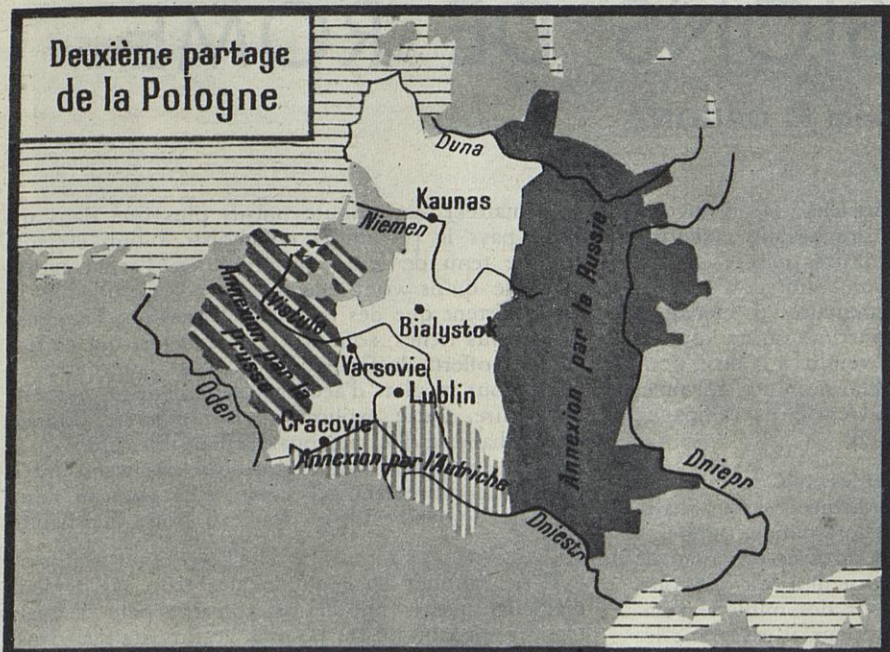 Deuxième partage
de la Pologne
Duna
Kaunas
Niemen
Annexion par la Russie
Annexion par la
Prusse
Vistule
Bialystok
Varsovie
Lublin
Oder
Cracovie
Annexion par l'Autriche
Dniepr
Dniestr